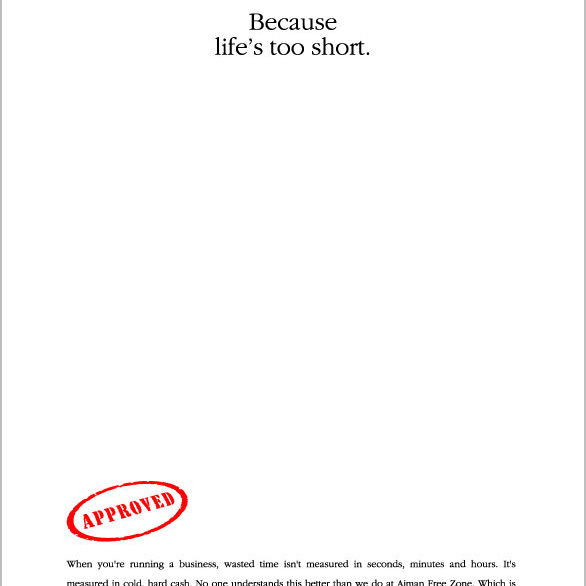 Because
life's too short.
APPROVED
When you're running a business, wasted time isn't measured in seconds, minutes and hours. It's
measured in cold, hard cash. No one understands this better than we do at Ajman Free Zone. Which is